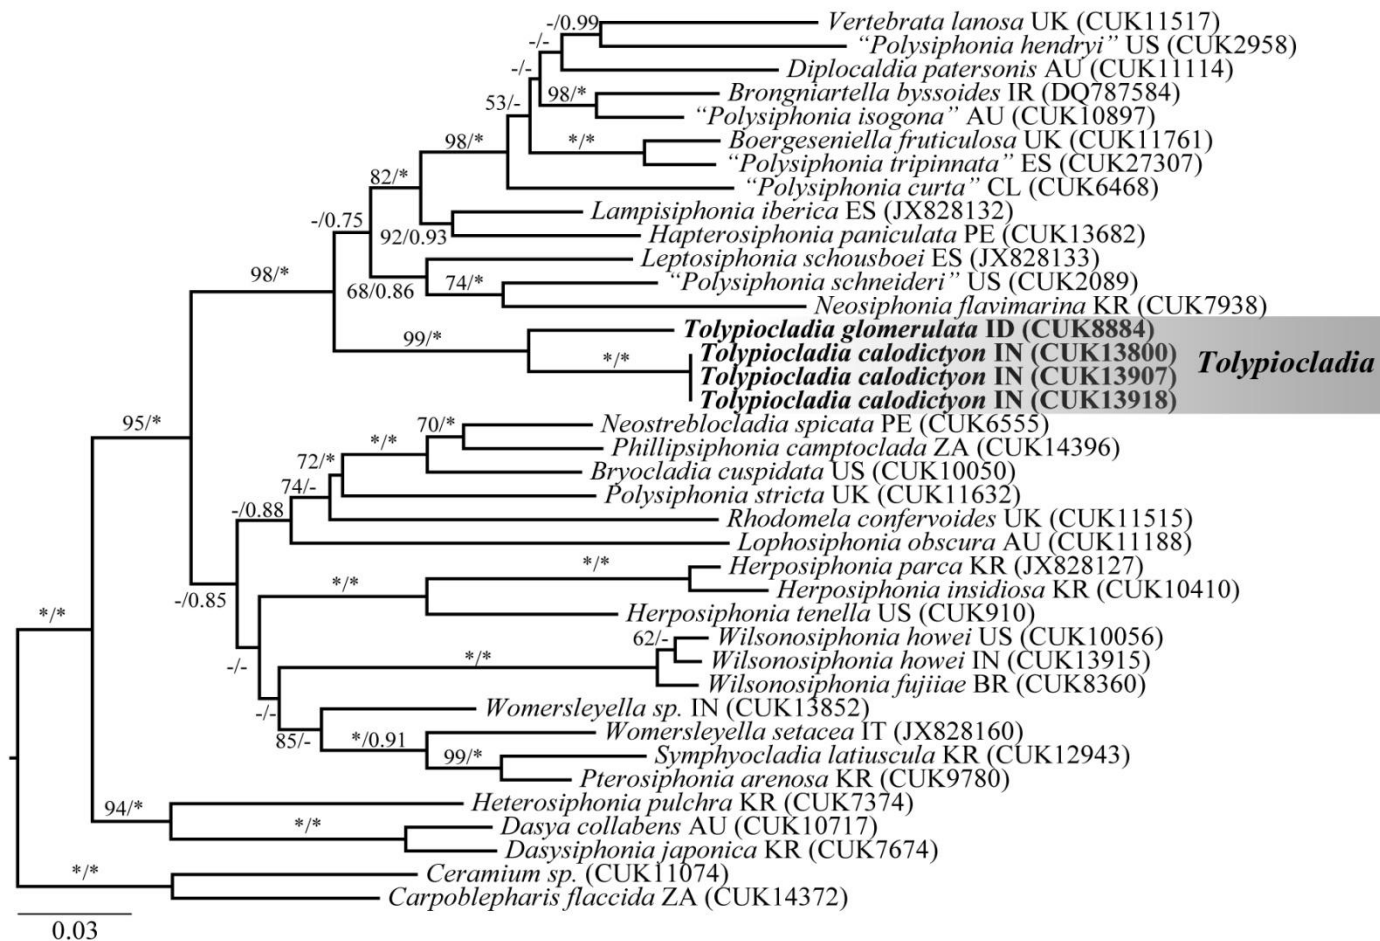 -/0.99
Vertebrata lanosa UK (CUK11517)
-/-
“Polysiphonia hendryi” US (CUK2958)
-/-
Diplocaldia patersonis AU (CUK11114)
98/*
Brongniartella byssoides IR (DQ787584)
53/-
“Polysiphonia isogona” AU (CUK10897)
98/*
*/*
Boergeseniella fruticulosa UK (CUK11761)
“Polysiphonia tripinnata” ES (CUK27307)
82/*
“Polysiphonia curta” CL (CUK6468)
-/0.75
Lampisiphonia iberica ES (JX828132)
92/0.93
Hapterosiphonia paniculata PE (CUK13682)
Leptosiphonia schousboei ES (JX828133)
98/*
68/0.86
74/*
“Polysiphonia schneideri” US (CUK2089)
Neosiphonia flavimarina KR (CUK7938)
99/*
Tolypiocladia glomerulata ID (CUK8884)
*/*
Tolypiocladia calodictyon IN (CUK13800)
Tolypiocladia
Tolypiocladia calodictyon IN (CUK13907)
Tolypiocladia calodictyon IN (CUK13918)
95/*
70/*
Neostreblocladia spicata PE (CUK6555)
*/*
Phillipsiphonia camptoclada ZA (CUK14396)
72/*
Bryocladia cuspidata US (CUK10050)
74/-
Polysiphonia stricta UK (CUK11632)
-/0.88
Rhodomela confervoides UK (CUK11515)
Lophosiphonia obscura AU (CUK11188)
*/*
Herposiphonia parca KR (JX828127)
*/*
Herposiphonia insidiosa KR (CUK10410)
-/0.85
Herposiphonia tenella US (CUK910)
*/*
62/-
Wilsonosiphonia howei US (CUK10056)
-/-
*/*
Wilsonosiphonia howei IN (CUK13915)
Wilsonosiphonia fujiiae BR (CUK8360)
-/-
Womersleyella sp. IN (CUK13852)
85/-
*/0.91
Womersleyella setacea IT (JX828160)
99/*
Symphyocladia latiuscula KR (CUK12943)
Pterosiphonia arenosa KR (CUK9780)
94/*
Heterosiphonia pulchra KR (CUK7374)
*/*
Dasya collabens AU (CUK10717)
Dasysiphonia japonica KR (CUK7674)
*/*
Ceramium sp. (CUK11074)
Carpoblepharis flaccida ZA (CUK14372)
0.03